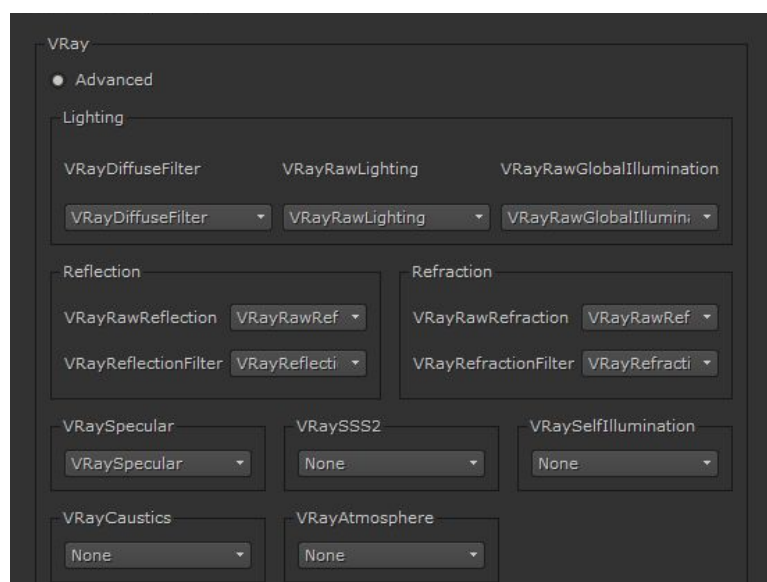 VRay
Advanced
Lighting
VRayDiffuseFilter VRayRawLighting VRayRawGlobalIllumination
VRayDiffuseFilter VRayRawLighting VRayRawGlobalIllumin
Reflection Refraction
VRayRawReflection VRayRawRef VRayRawRefraction VRayRawRef
VRayReflectionFilter VRayReflecti VRayRefractionFilter VRayRefracti
VRaySpecular VRaySSS2 VRaySelfIllumination
VRaySpecular None None
VRayCaustics VRayAtmosphere
None None